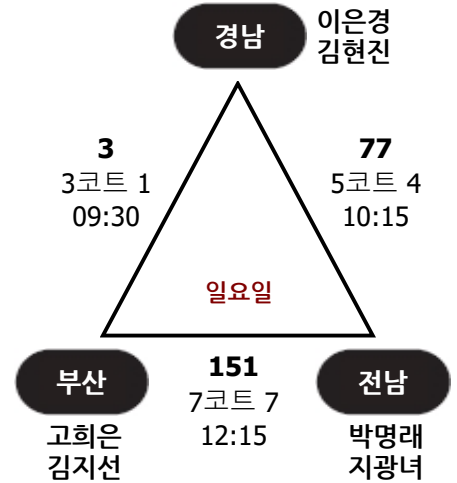 경남
이은경
김현진
3
3코트 1
09:30
77
5코트 4
10:15
일요일
부산
고희은
김지선
151
7코트 7
12:15
전남
박명래
지광녀